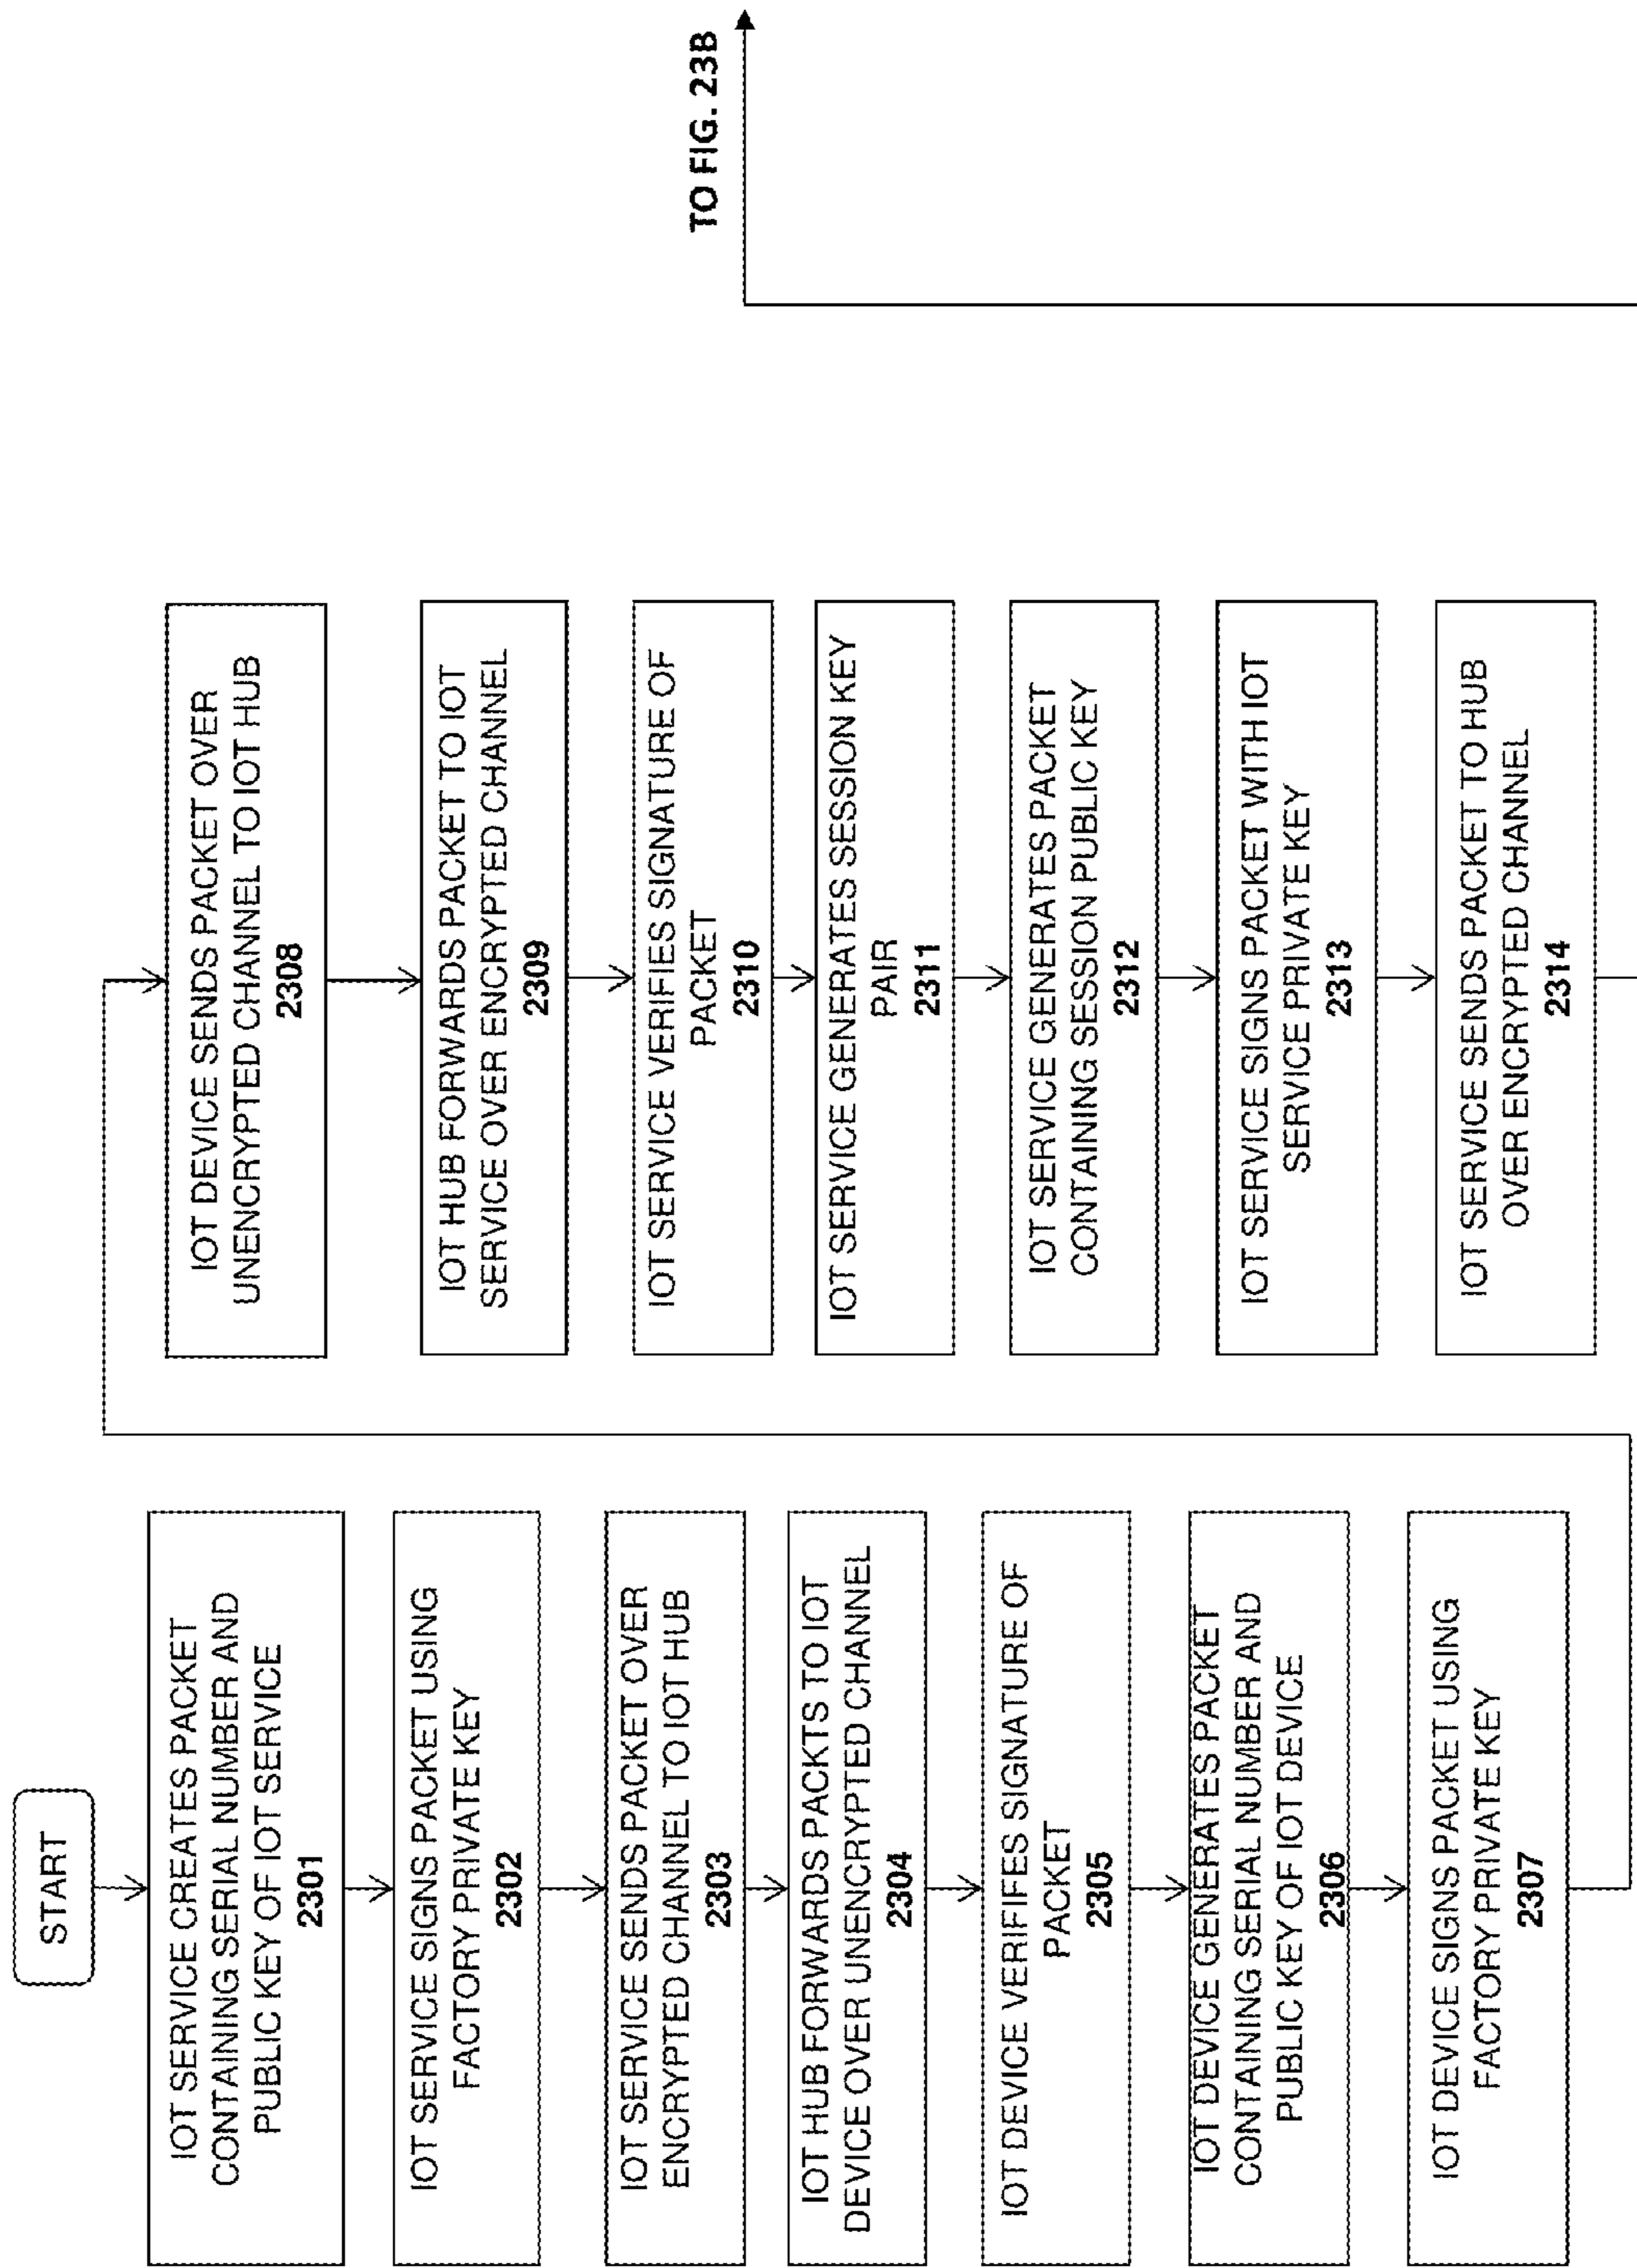 START
IOT SERVICE CREATES PACKET
CONTAINING SERIAL NUMBER AND
PUBLIC KEY OF IOT SERVICE
2301
IOT SERVICE SIGNS PACKET USING
FACTORY PRIVATE KEY
2302
IOT SERVICE SENDS PACKET OVER
ENCRYPTED CHANNEL TO IOT HUB
2303
IOT HUB FORWARDS PACKTS TO IOT
DEVICE OVER UNENCRYPTED CHANNEL
2304
IOT DEVICE VERIFIFES SIGNATURE OF
PACKET
2305
IOT DEVICE GENERATES PACKET
CONTAINING SERIAL NUMBER AND
PUBLIC KEY OF IOT DEVICE
2306
IOT DEVICE SIGNS PACKET USING
FACTORY PRIVATE KEY
2307
IOT DEVICE SENDS PACKET OVER
UNENCRYPTED CHANNEL TO IOT HUB
2308
IOT HUB FORWARDS PACKET TO IOT
SERVICE OVER ENCRYPTED CHANNEL
2309
IOT SERVICE VERIFIES SIGNATURE OF
PACKET
2310
IOT SERVICE GENERATES SESSION KEY
PAIR
2311
IOT SERVICE GENERATES PACKET
CONTAINING SESSION PUBLIC KEY
2312
IOT SERVICE SIGNS PACKET WITH IOT
SERVICE PRIVATE KEY
2313
IOT SERVICE SENDS PACKET TO HUB
OVER ENCRYPTED CHANNEL
2314
TO FIG. 23B